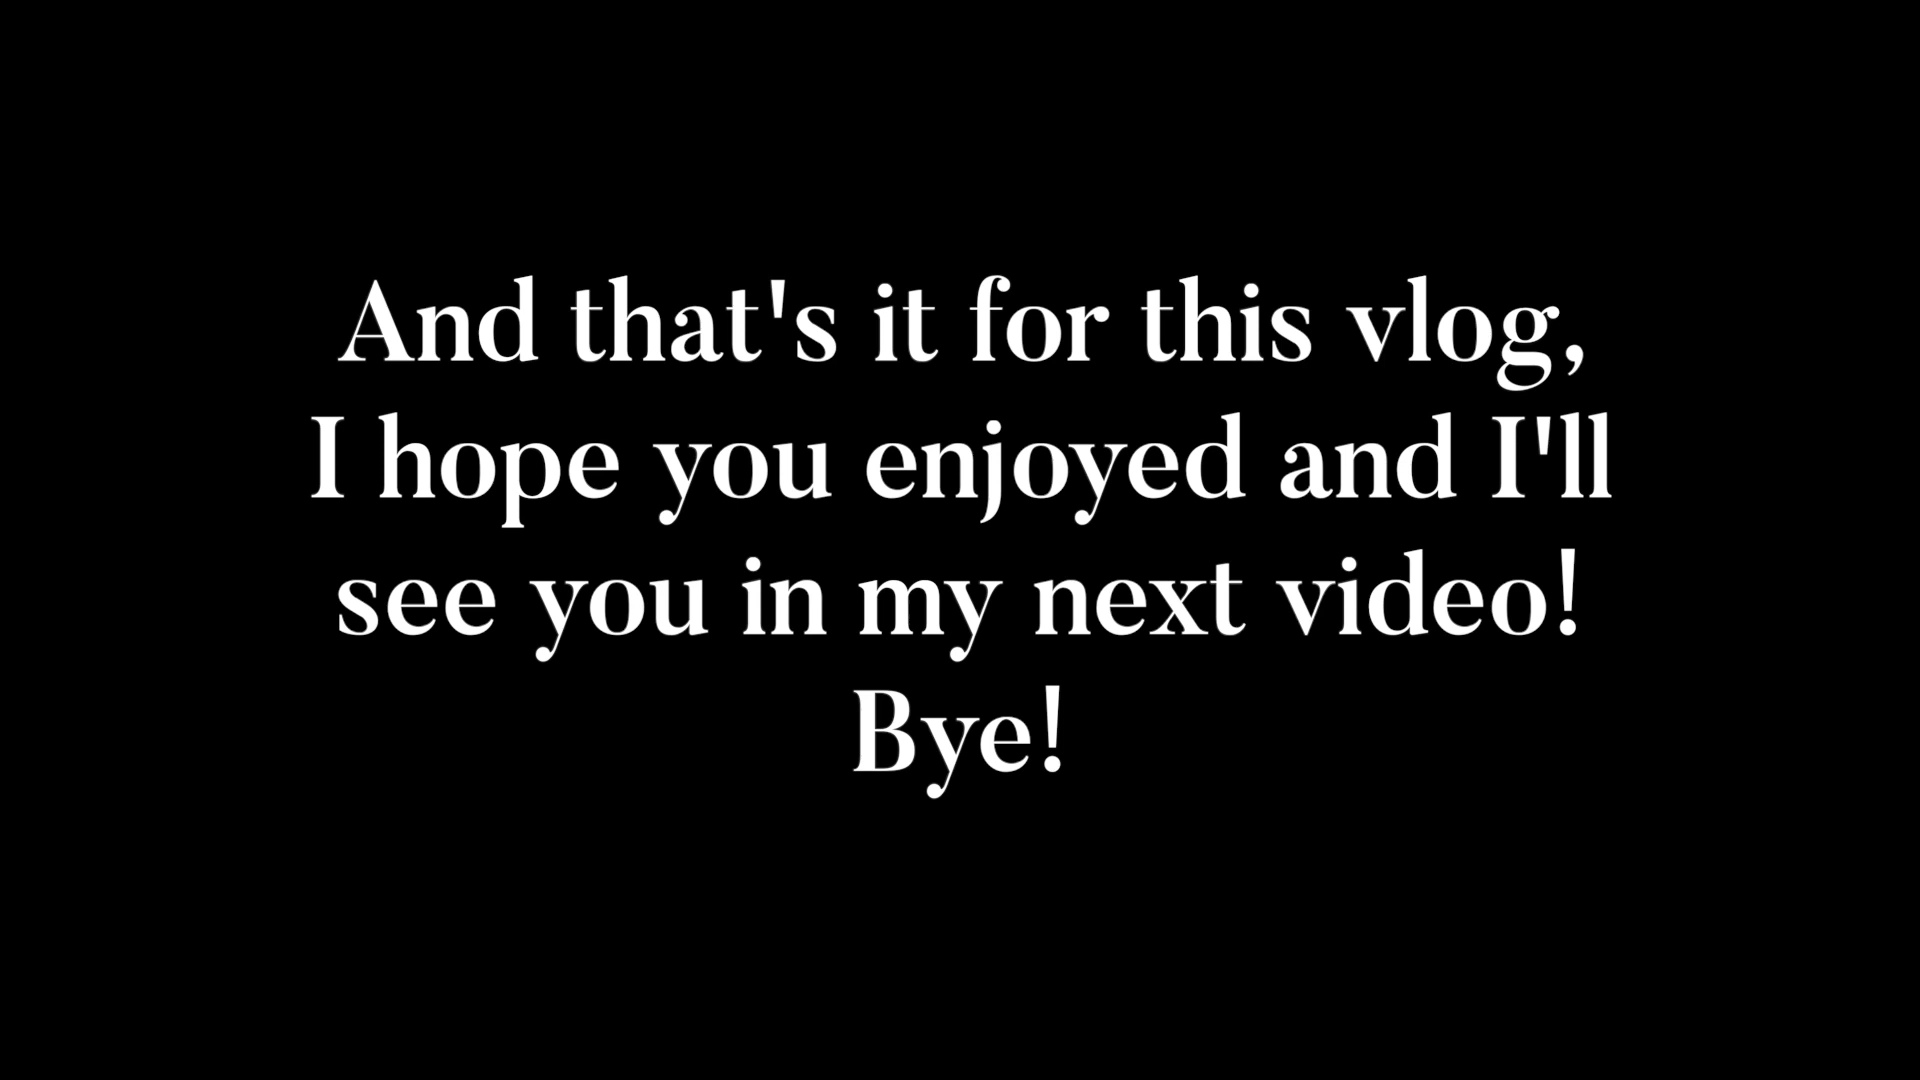 And that's it for this vlog,
I hope you enjoyed and I'll
see you in my next video!
Bye!